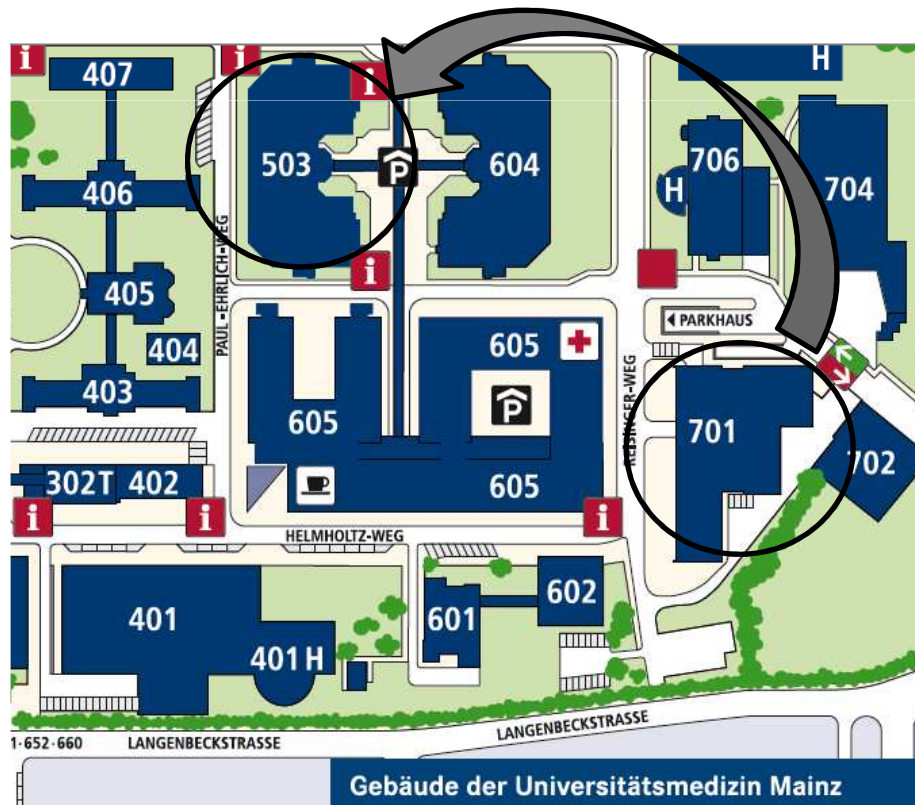 i
i
i
H
407
503
P
604
706
H
704
406
PAUL-EHRLICH-WEG
i
405
PARKHAUS
404
605
403
REISINGER-WEG
P
605
701
302T
402
702
605
i
i
i
HELMHOLTZ-WEG
602
601
401
401 H
LANGENBECKSTRASSE
1·652·660
LANGENBECKSTRASSE
Gebäude der Universitätsmedizin Mainz